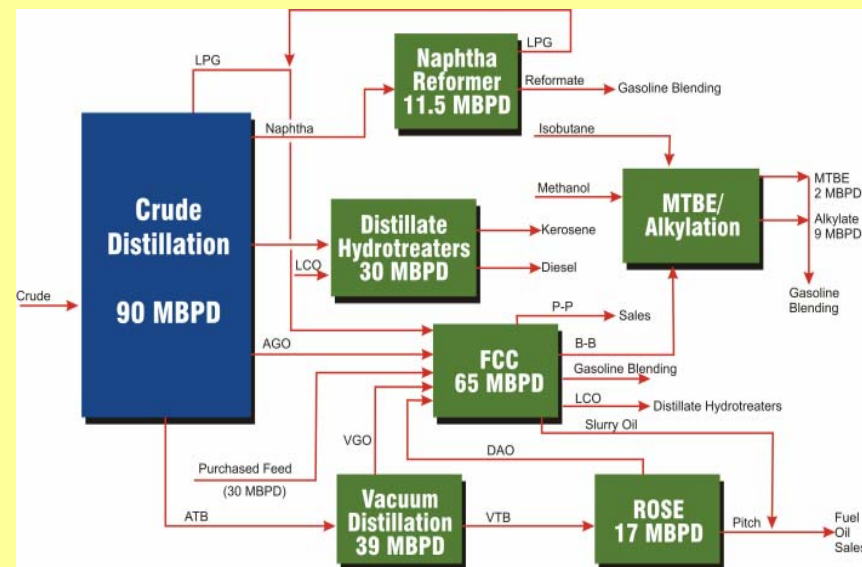 LPG
LPG
Naphtha
Reformer
11.5 MBPD
Reformate
Gasoline Blending
Naphtha
Isobutane
Methanol
MTBE/
Alkylation
MTBE
2 MBPD
Alkylate
9 MBPD
Gasoline
Blending
Crude
Distillation
90 MBPD
Crude
Distillate
Hydrotreaters
30 MBPD
LCO
Kerosene
Diesel
P-P
Sales
AGO
FCC
65 MBPD
B-B
Gasoline Blending
LCO
Distillate Hydrotreaters
Slurry Oil
VGO
DAO
Purchased Feed
(30 MBPD)
ATB
Vacuum
Distillation
39 MBPD
VTB
ROSE
17 MBPD
Pitch
Fuel
Oil
Sales